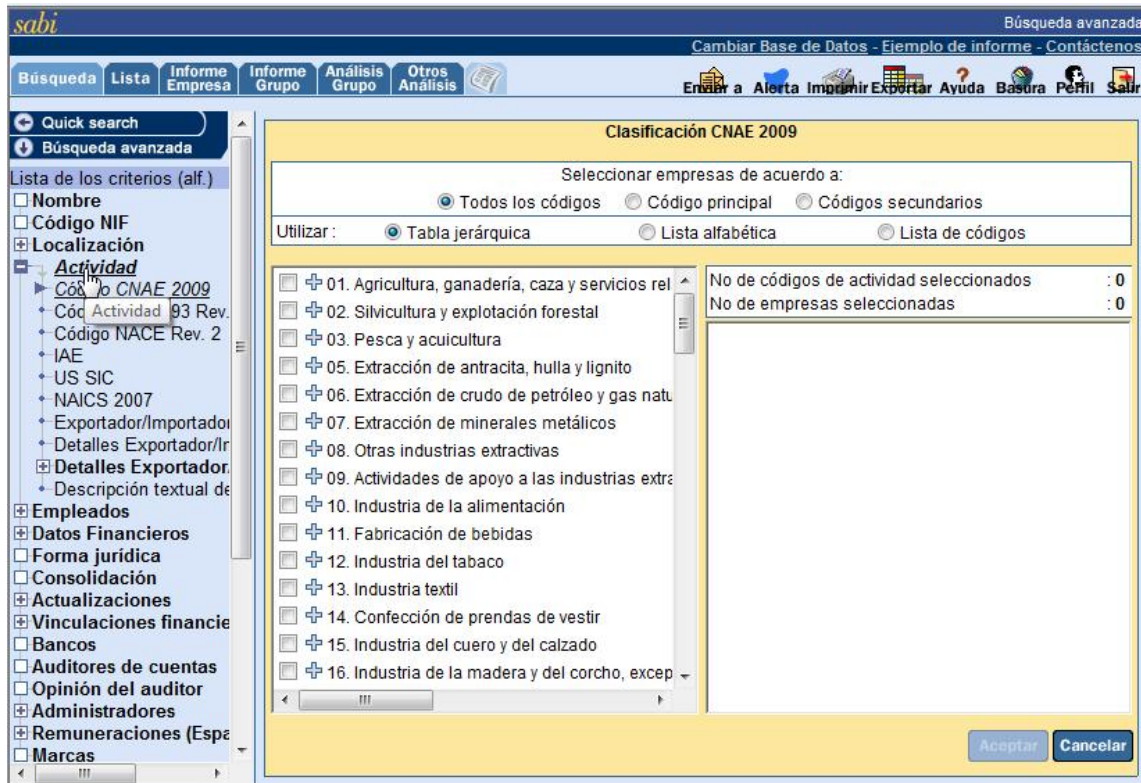 sabi
Búsqueda avanzada
Cambiar Base de Datos - Ejemplo de informe - Contáctenos
Búsqueda Lista Informe Empresa Informe Grupo Análisis Grupo Otros Análisis
Enviar a Alerta Imprimir Exportar Ayuda Basura Perfil Salir
Quick search
Búsqueda avanzada
Lista de los criterios (alf.)
Nombre
Código NIF
Localización
Actividad
Código CNAE 2009
Actividad
93 Rev.
Código NACE Rev. 2
IAE
US SIC
NAICS 2007
Exportador/Importador
Detalles Exportador/Ir
Detalles Exportador
Descripción textual de
Empleados
Datos Financieros
Forma jurídica
Consolidación
Actualizaciones
Vinculaciones financie
Bancos
Auditores de cuentas
Opinión del auditor
Administradores
Remuneraciones (Espa
Marcas
Clasificación CNAE 2009
Seleccionar empresas de acuerdo a:
Todos los códigos Código principal Códigos secundarios
Utilizar : Tabla jerárquica Lista alfabética Lista de códigos
01. Agricultura, ganadería, caza y servicios rel
02. Silvicultura y explotación forestal
03. Pesca y acuicultura
05. Extracción de antracita, hulla y lignito
06. Extracción de crudo de petróleo y gas natu
07. Extracción de minerales metálicos
08. Otras industrias extractivas
09. Actividades de apoyo a las industrias extra
10. Industria de la alimentación
11. Fabricación de bebidas
12. Industria del tabaco
13. Industria textil
14. Confección de prendas de vestir
15. Industria del cuero y del calzado
16. Industria de la madera y del corcho, excep
No de códigos de actividad seleccionados : 0
No de empresas seleccionadas : 0
Aceptar Cancelar